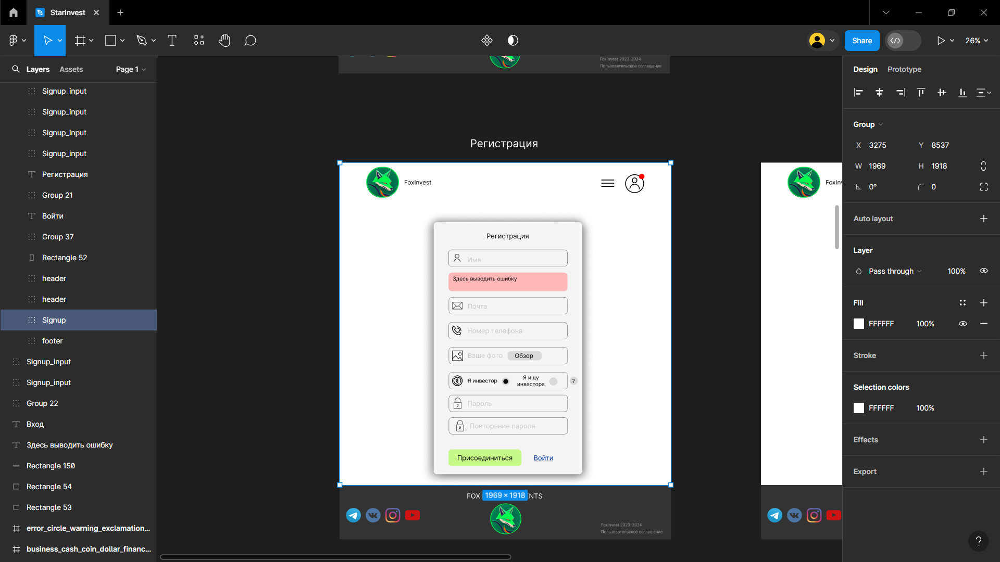 StarInvest
Share
26%
Layers
Assets
Page 1
Signup_input
Signup_input
Signup_input
Signup_input
Регистрация
Group 21
Войти
Group 37
Rectangle 52
header
header
Signup
footer
Signup_input
Signup_input
Group 22
Вход
Здесь выводить ошибку
Rectangle 150
Rectangle 54
Rectangle 53
error_circle_warning_exclamation...
business_cash_coin_dollar_financ...
FoxInvest 2023-2024
Пользовательское соглашение
Регистрация
FoxInvest
Регистрация
Имя
Здесь выводить ошибку
Почта
Номер телефона
Ваше фото
Обзор
Я инвестор
Я ищу
инвестора
?
Пароль
Повторение пароля
Присоединиться
Войти
FOX
1969 × 1918
ENTS
FoxInvest 2023-2024
Пользовательское соглашение
FoxInv
Design
Prototype
Group
X 3275
Y 8537
W 1969
H 1918
0°
0
Auto layout
Layer
Pass through
100%
Fill
FFFFFF
100%
Stroke
Selection colors
FFFFFF
100%
Effects
Export
?